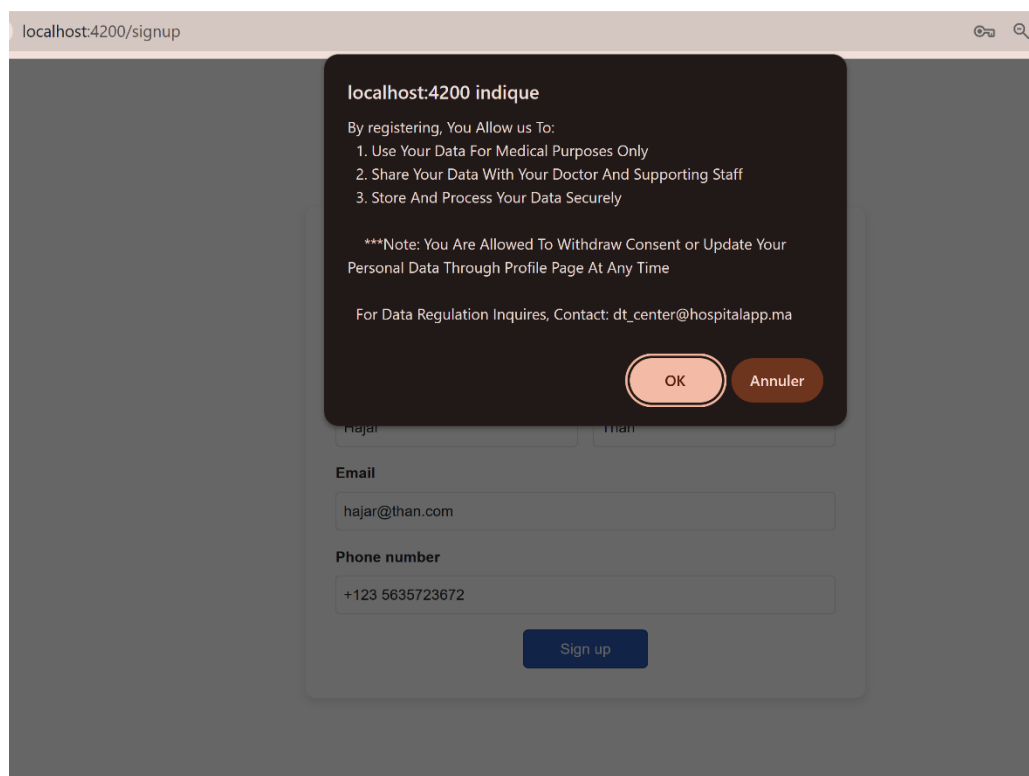 localhost:4200/signup
localhost:4200 indique
By registering, You Allow us To:
1. Use Your Data For Medical Purposes Only
2. Share Your Data With Your Doctor And Supporting Staff
3. Store And Process Your Data Securely
***Note: You Are Allowed To Withdraw Consent or Update Your
Personal Data Through Profile Page At Any Time
For Data Regulation Inquires, Contact: dt_center@hospitalapp.ma
OK Annuler
Hajar Than
Email
hajar@than.com
Phone number
+123 5635723672
Sign up